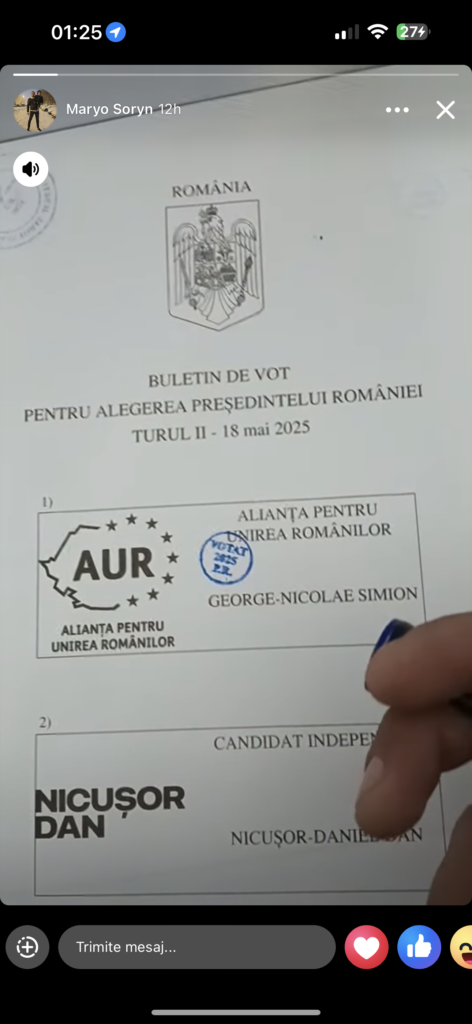 01:25
27
Maryo Soryn 12h
ROMÂNIA
BULETIN DE VOT
PENTRU ALEGEREA PREȘEDINTELUI ROMÂNIEI
TURUL II - 18 mai 2025
1)
AUR
ALIANȚA PENTRU
UNIREA ROMÂNILOR
ALIANȚA PENTRU
UNIREA ROMÂNILOR
VOTAT
2025
P.R.
GEORGE-NICOLAE SIMION
2)
CANDIDAT INDEPEN
NICUȘOR
DAN
NICUȘOR-DANIEL DAN
Trimite mesaj...